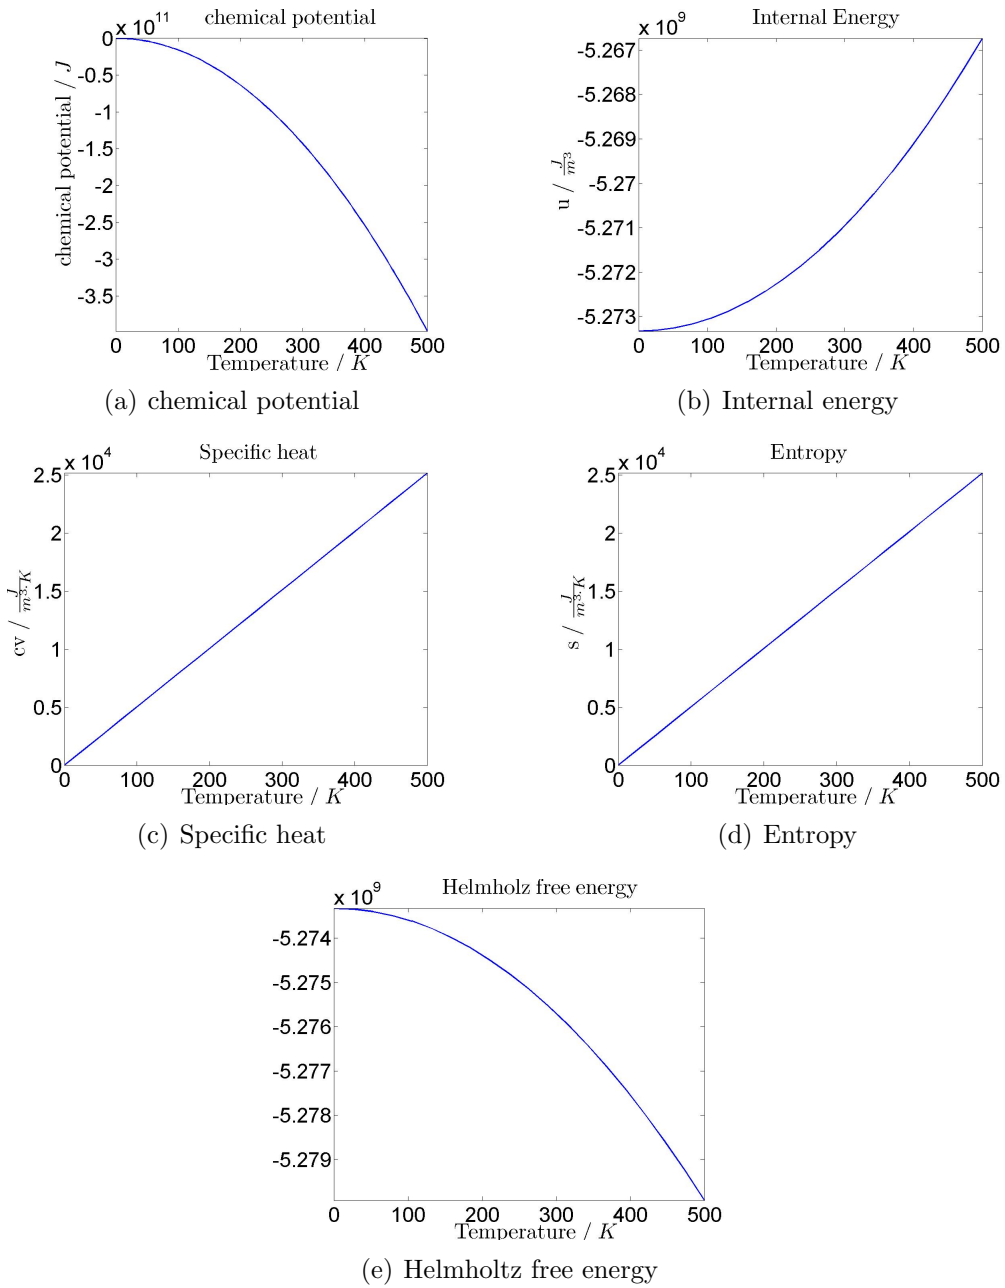 chemical potential
x 10^11
0
-0.5
-1
-1.5
-2
-2.5
-3
-3.5
chemical potential / J
0 100 200 300 400 500
Temperature / K
(a) chemical potential
Internal Energy
x 10^9
-5.267
-5.268
-5.269
-5.27
-5.271
-5.272
-5.273
u / J/m^3
0 100 200 300 400 500
Temperature / K
(b) Internal energy
Specific heat
x 10^4
2.5
2
1.5
1
0.5
0
cv / J/m^3·K
0 100 200 300 400 500
Temperature / K
(c) Specific heat
Entropy
x 10^4
2.5
2
1.5
1
0.5
0
s / J/m^3·K
0 100 200 300 400 500
Temperature / K
(d) Entropy
Helmholz free energy
x 10^9
-5.274
-5.275
-5.276
-5.277
-5.278
-5.279
0 100 200 300 400 500
Temperature / K
(e) Helmholtz free energy